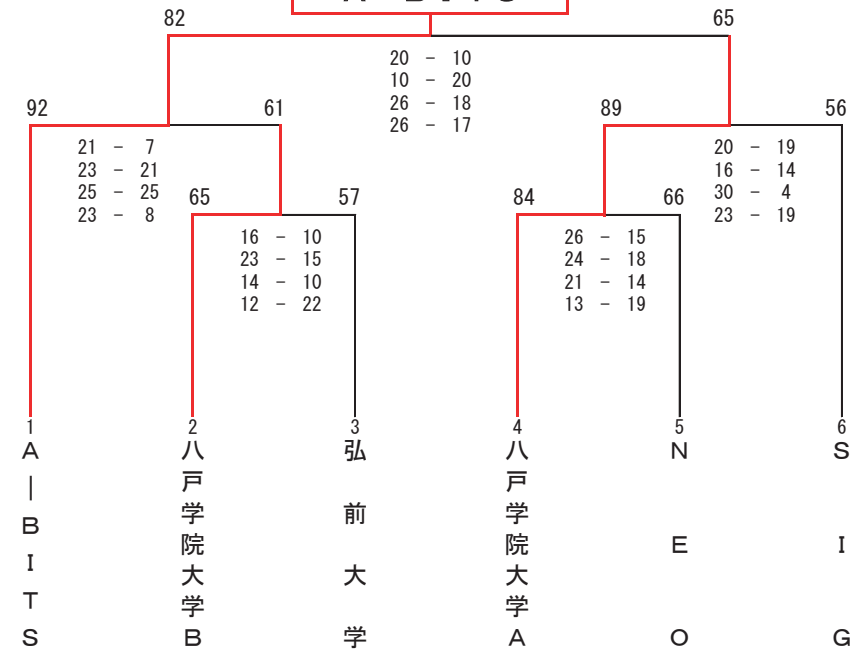 82 65
20 － 10
10 － 20
26 － 18
26 － 17
92 61 89 56
21 － 7
23 － 21
25 － 25
23 － 8
20 － 19
16 － 14
30 － 4
23 － 19
65 57 84 66
16 － 10
23 － 15
14 － 10
12 － 22
26 － 15
24 － 18
21 － 14
13 － 19
1 2 3 4 5 6
A－BITS
八戸学院大学B
弘前大学
八戸学院大学A
NEO
SIG